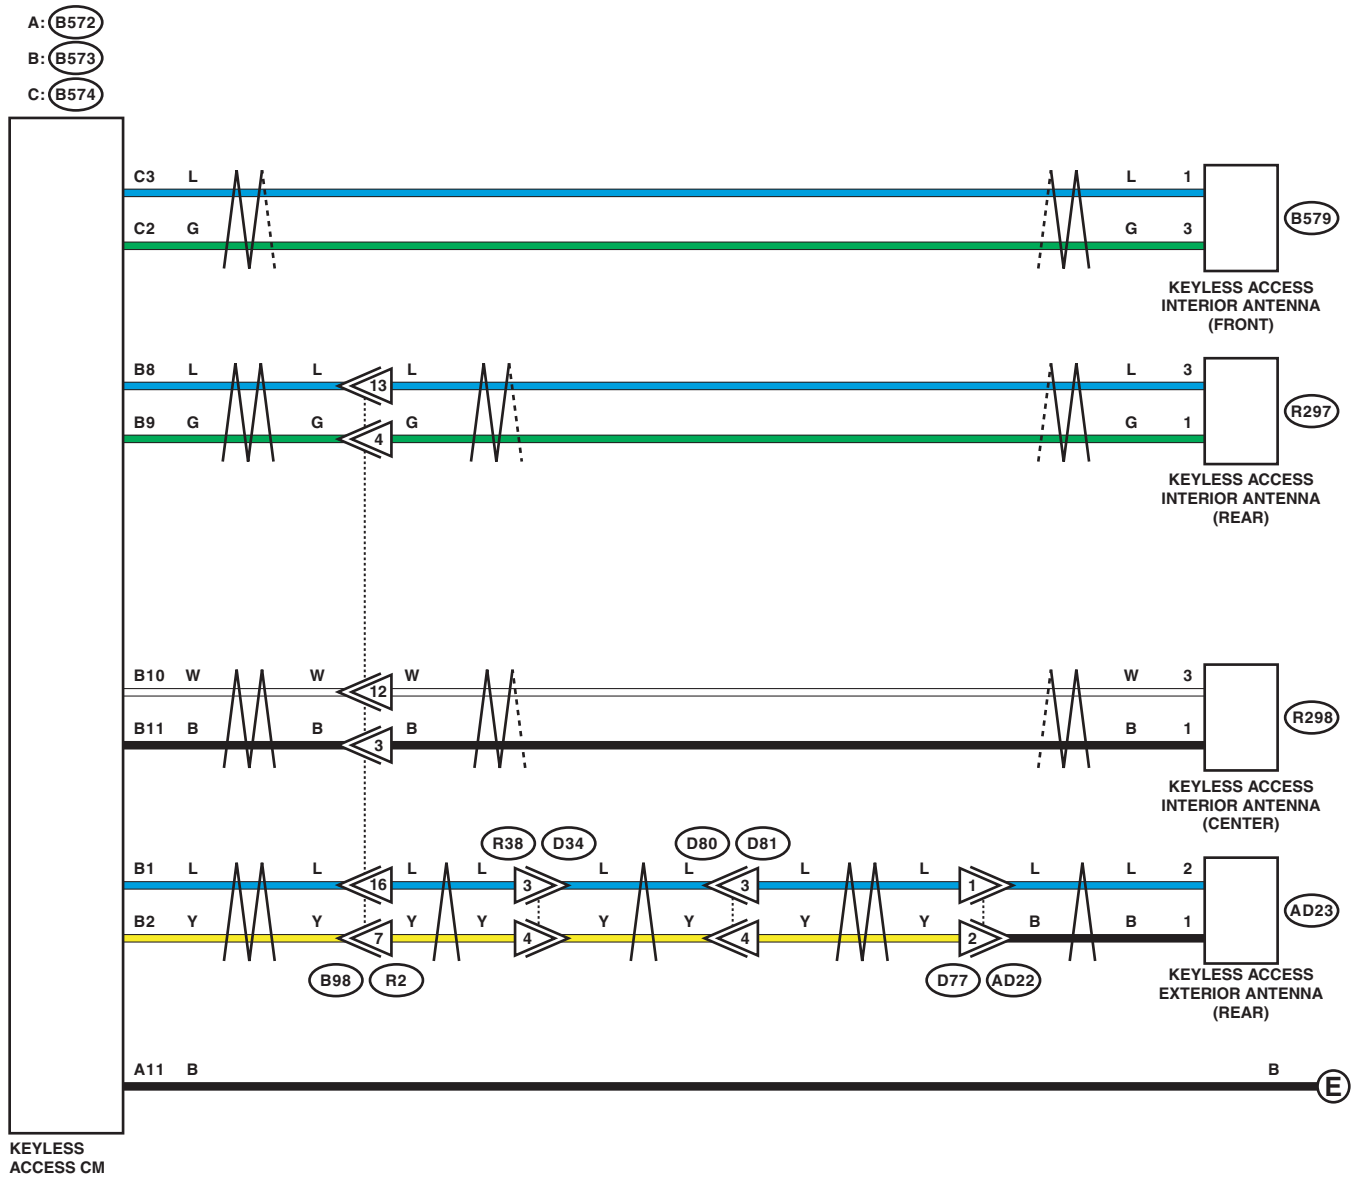 A: B572
B: B573
C: B574
C3 L L 1
C2 G G 3
B579
KEYLESS ACCESS
INTERIOR ANTENNA
(FRONT)
B8 L L 13 L L 3
B9 G G 4 G G 1
R297
KEYLESS ACCESS
INTERIOR ANTENNA
(REAR)
B10 W W 12 W W 3
B11 B B 3 B B 1
R298
KEYLESS ACCESS
INTERIOR ANTENNA
(CENTER)
R38 D34 D80 D81
B1 L L 16 L L 3 L L 3 L L 1 L L 2
B2 Y Y 7 Y Y 4 Y Y 4 Y Y 2 B B 1
AD23
B98 R2 D77 AD22
KEYLESS ACCESS
EXTERIOR ANTENNA
(REAR)
A11 B B
E
KEYLESS
ACCESS CM